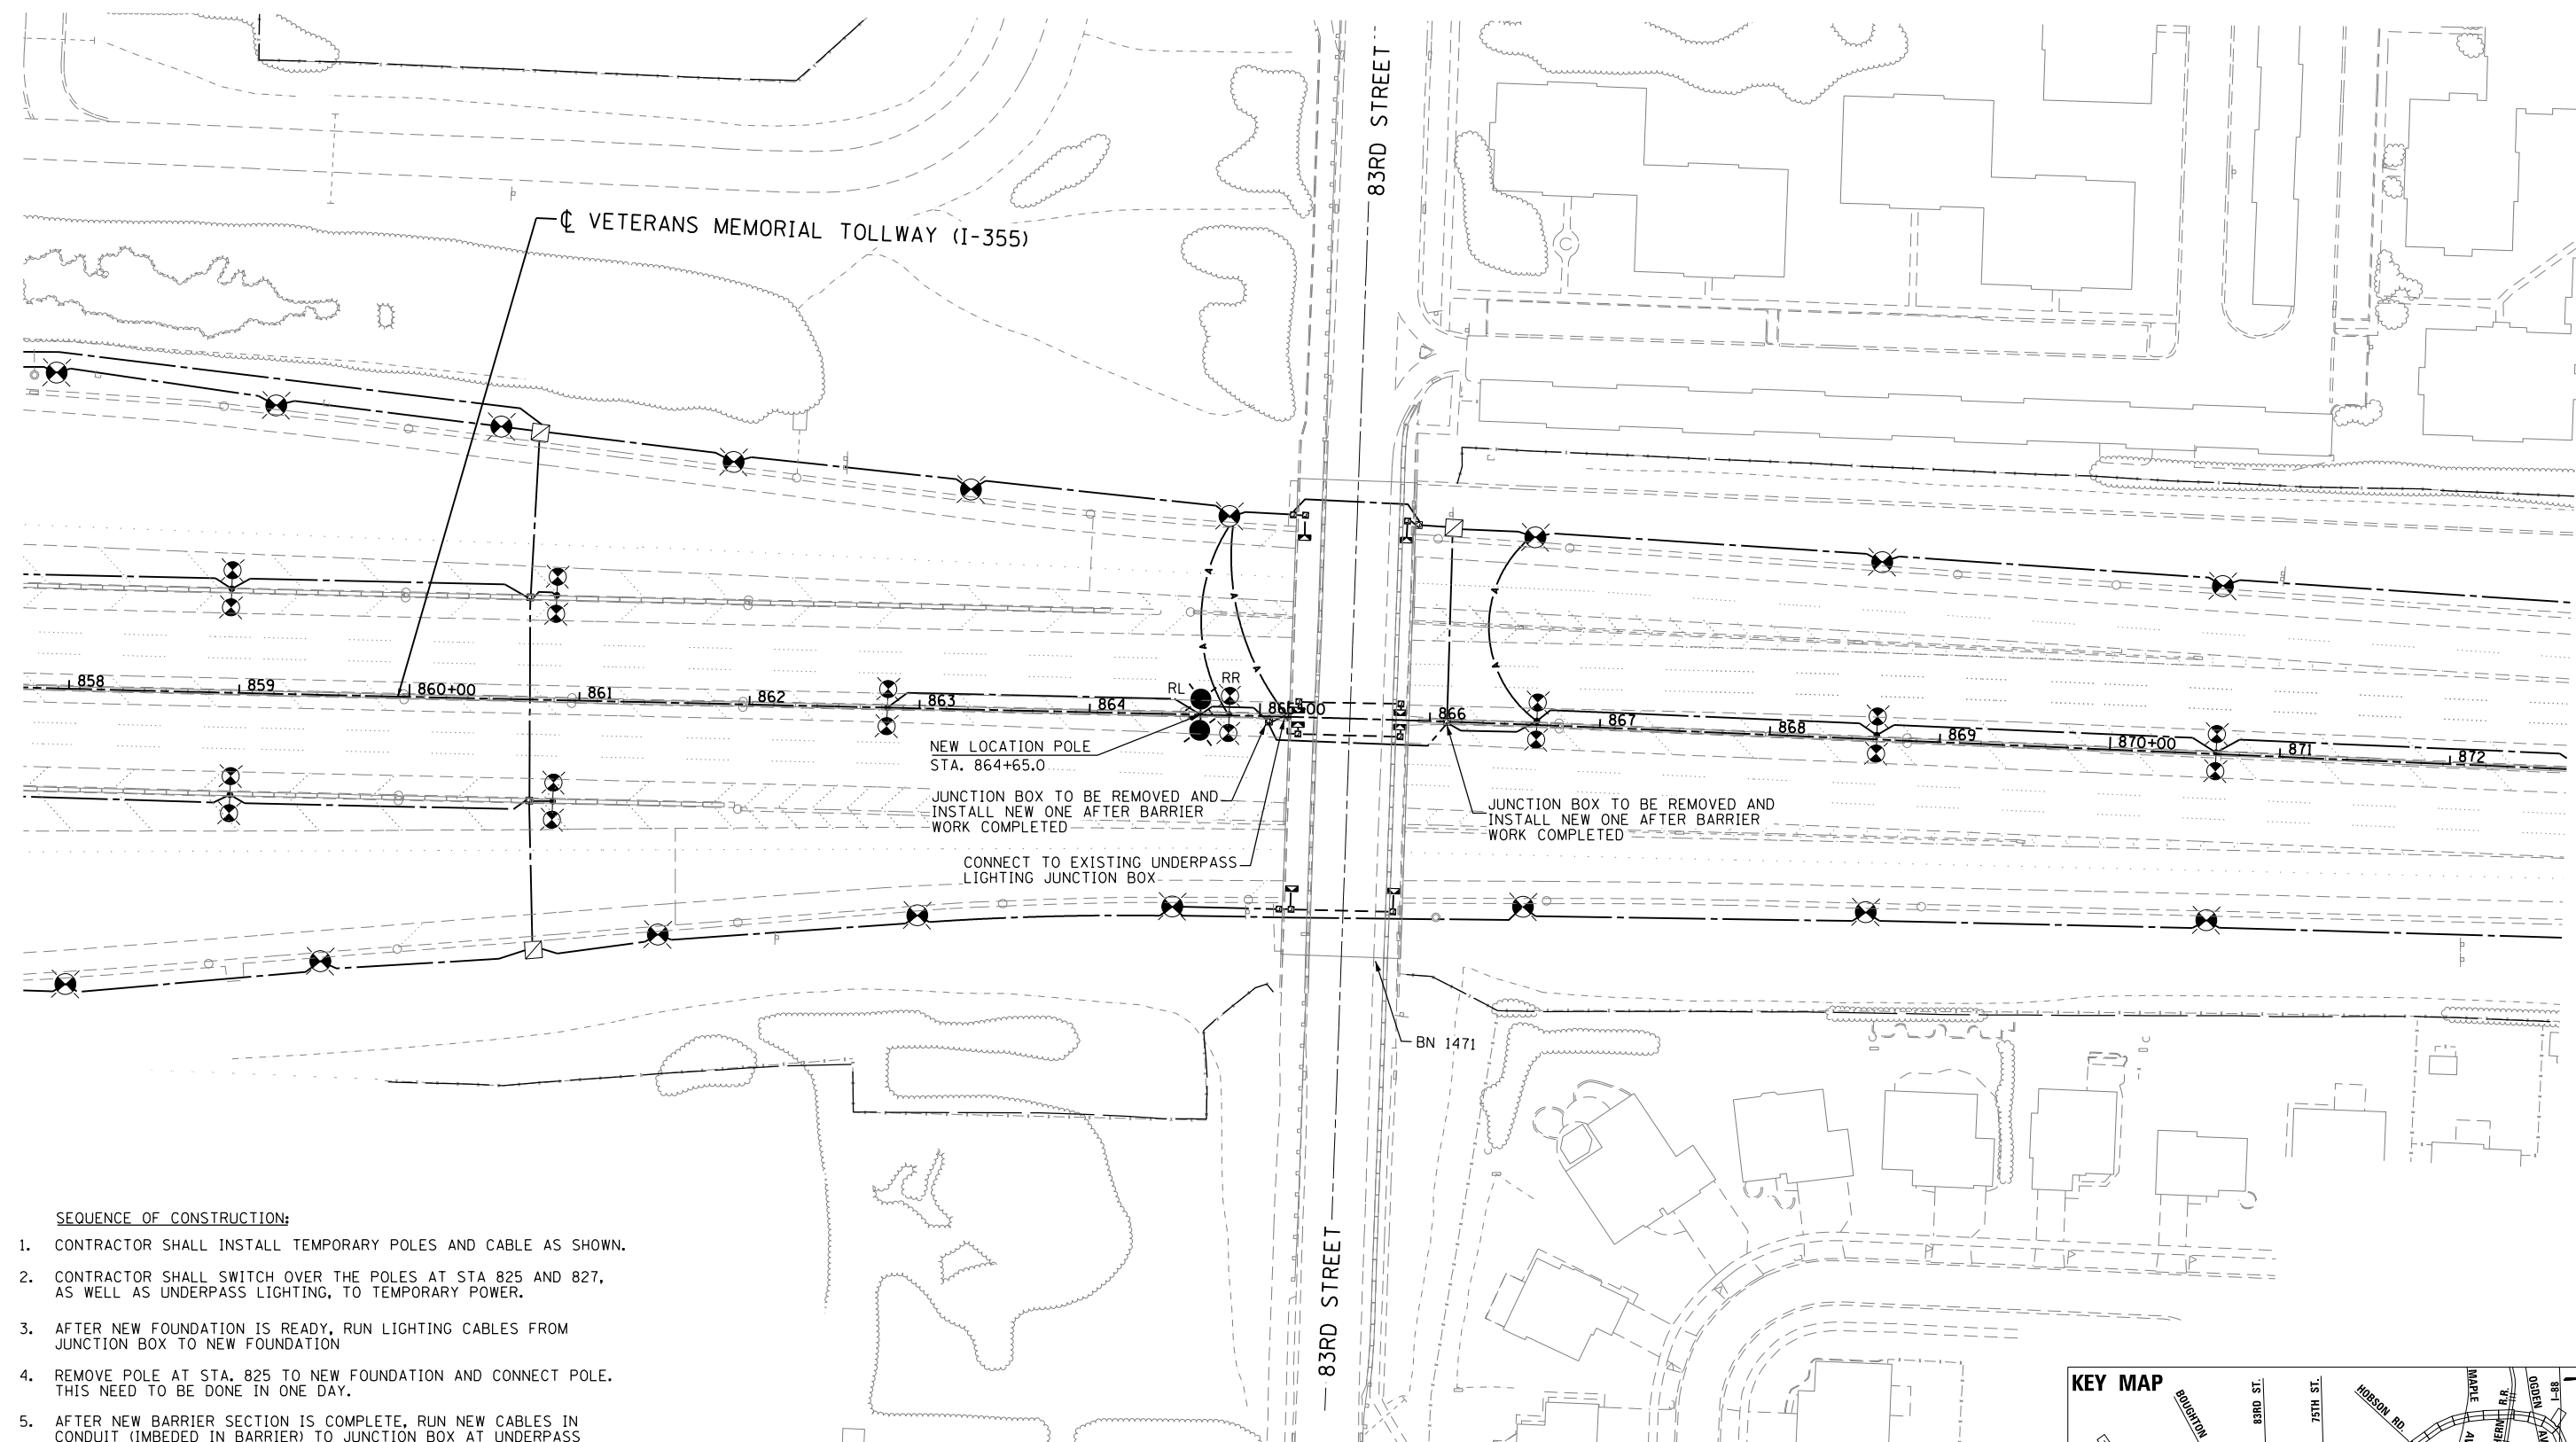 83RD STREET
℄ VETERANS MEMORIAL TOLLWAY (I-355)
858
859
860+00
861
862
863
864
RL
RR
866
867
868
869
870+00
871
872
NEW LOCATION POLE
STA. 864+65.0
JUNCTION BOX TO BE REMOVED AND
INSTALL NEW ONE AFTER BARRIER
WORK COMPLETED
CONNECT TO EXISTING UNDERPASS
LIGHTING JUNCTION BOX
JUNCTION BOX TO BE REMOVED AND
INSTALL NEW ONE AFTER BARRIER
WORK COMPLETED
A
A
A
A
A
A
BN 1471
83RD STREET
SEQUENCE OF CONSTRUCTION:
1. CONTRACTOR SHALL INSTALL TEMPORARY POLES AND CABLE AS SHOWN.
2. CONTRACTOR SHALL SWITCH OVER THE POLES AT STA 825 AND 827,
AS WELL AS UNDERPASS LIGHTING, TO TEMPORARY POWER.
3. AFTER NEW FOUNDATION IS READY, RUN LIGHTING CABLES FROM
JUNCTION BOX TO NEW FOUNDATION
4. REMOVE POLE AT STA. 825 TO NEW FOUNDATION AND CONNECT POLE.
THIS NEED TO BE DONE IN ONE DAY.
5. AFTER NEW BARRIER SECTION IS COMPLETE, RUN NEW CABLES IN
CONDUIT (IMBEDED IN BARRIER) TO JUNCTION BOX AT UNDERPASS
KEY MAP
BOUGHTON
83RD ST.
75TH ST.
HOBSON RD.
MAPLE
R.R.
OGDEN
I-88